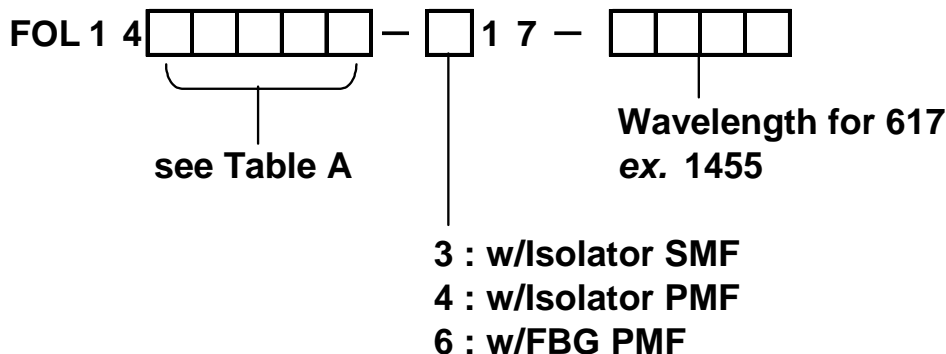 FOL 1 4 – 1 7 –
Wavelength for 617
see Table A
ex. 1455
3 : w/Isolator SMF
4 : w/Isolator PMF
6 : w/FBG PMF